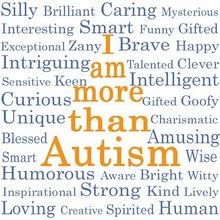 Silly Brilliant Caring Mysterious
Interesting Smart Funny Gifted
Exceptional Zany I Brave Happy
Intriguing am Talented Clever
Sensitive Keen more Intelligent
Curious Gifted Goofy
Unique than Charismatic
Blessed Amusing
Smart Autism Wise
Humorous Aware Bright Witty
Inspirational Strong Kind Lively
Loving Creative Spirited Human